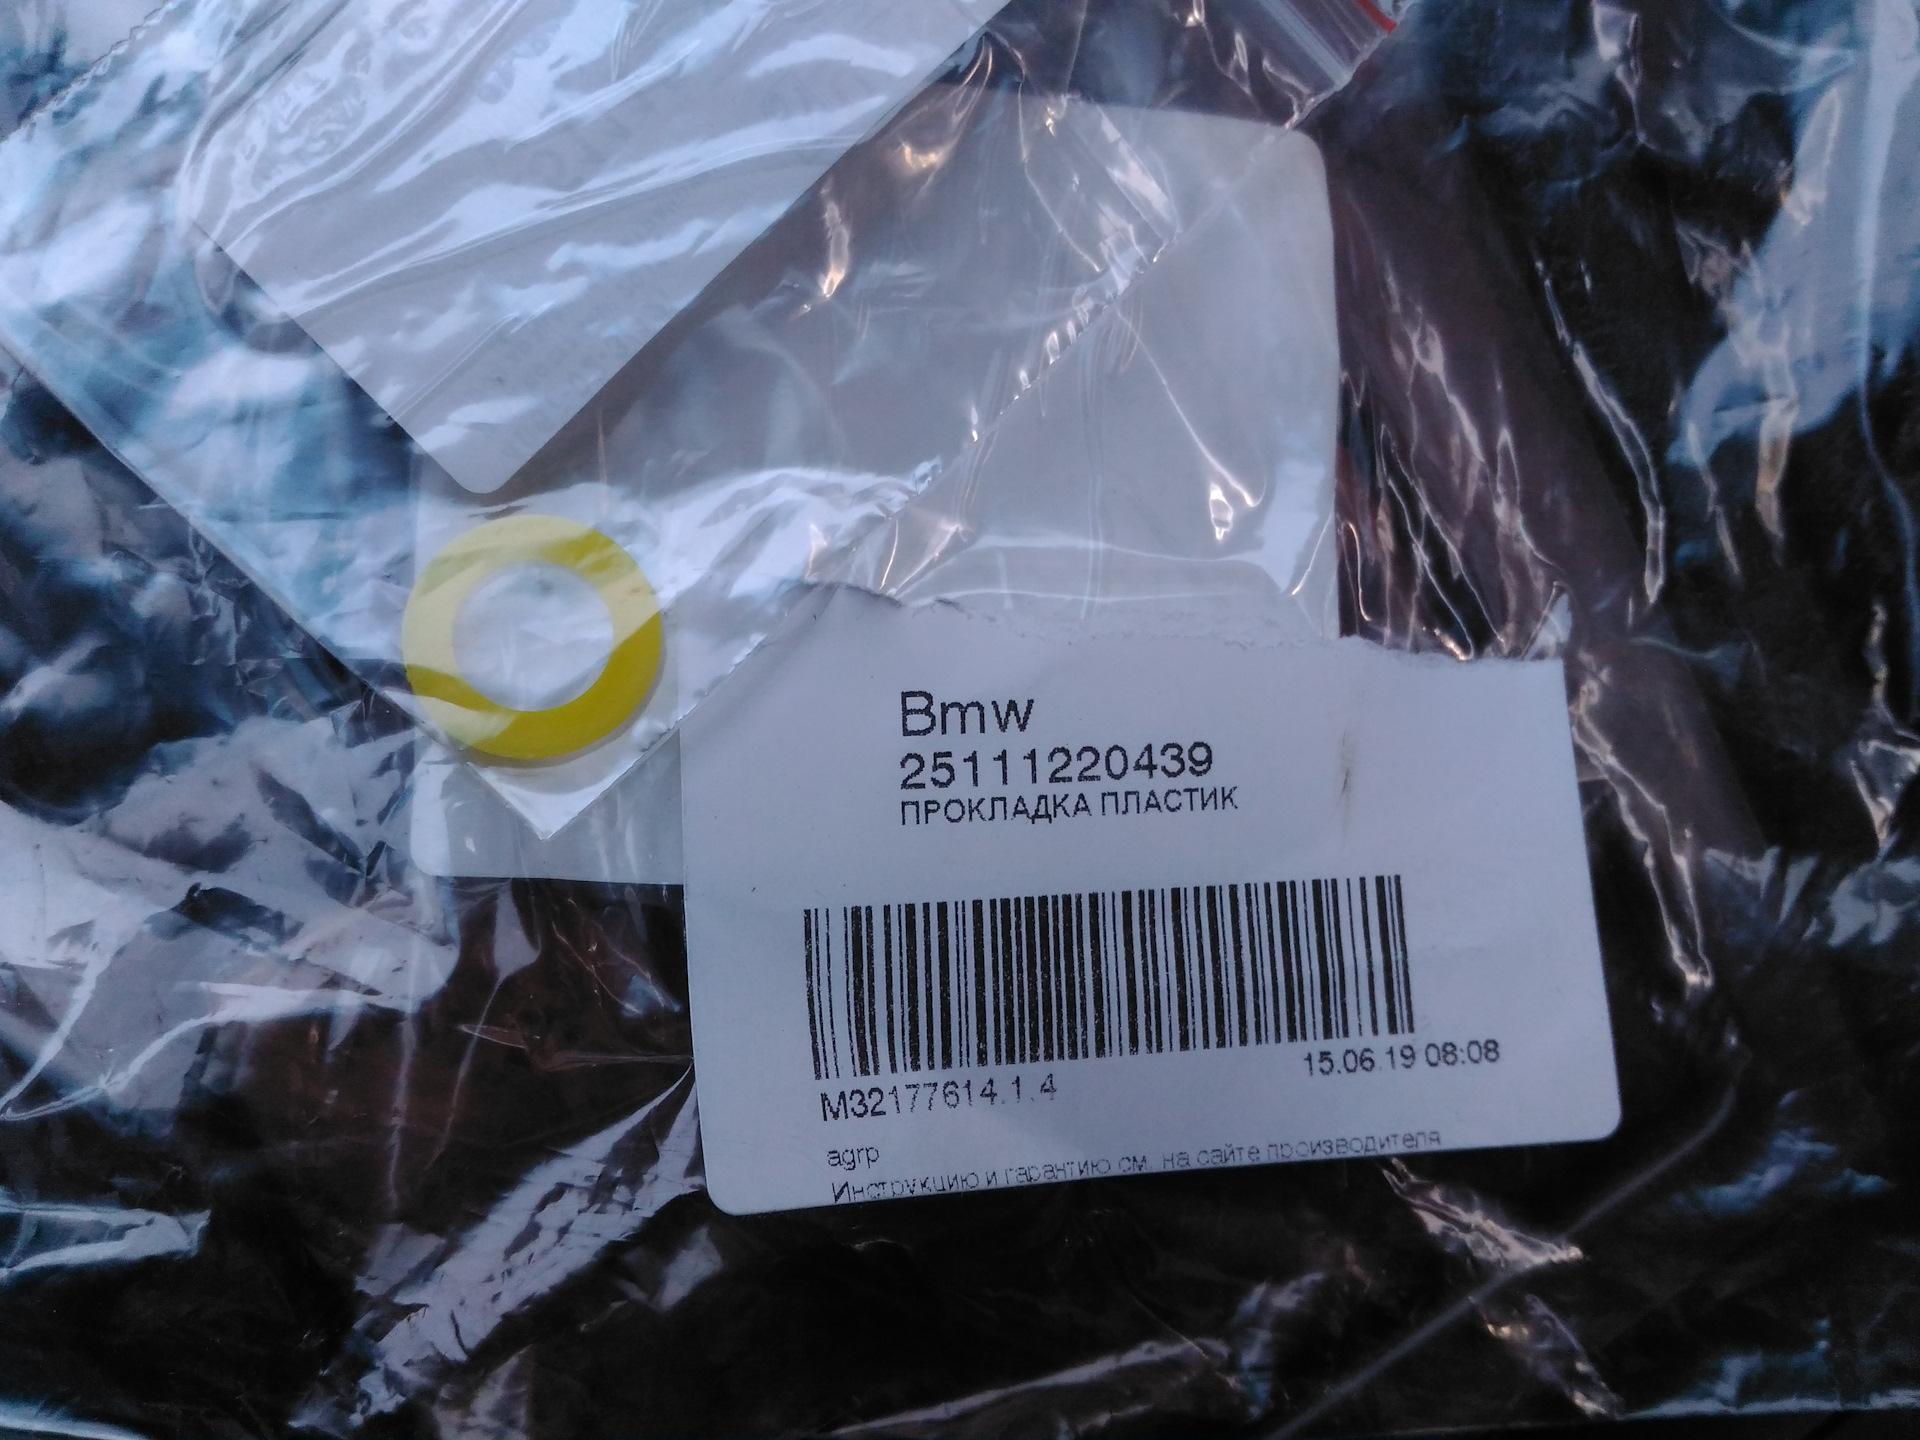 Bmw
25111220439
ПРОКЛАДКА ПЛАСТИК
M32177614.1.4
15.06.19 08:08
agrp
Инструкцию и гарантию см. на сайте производителя